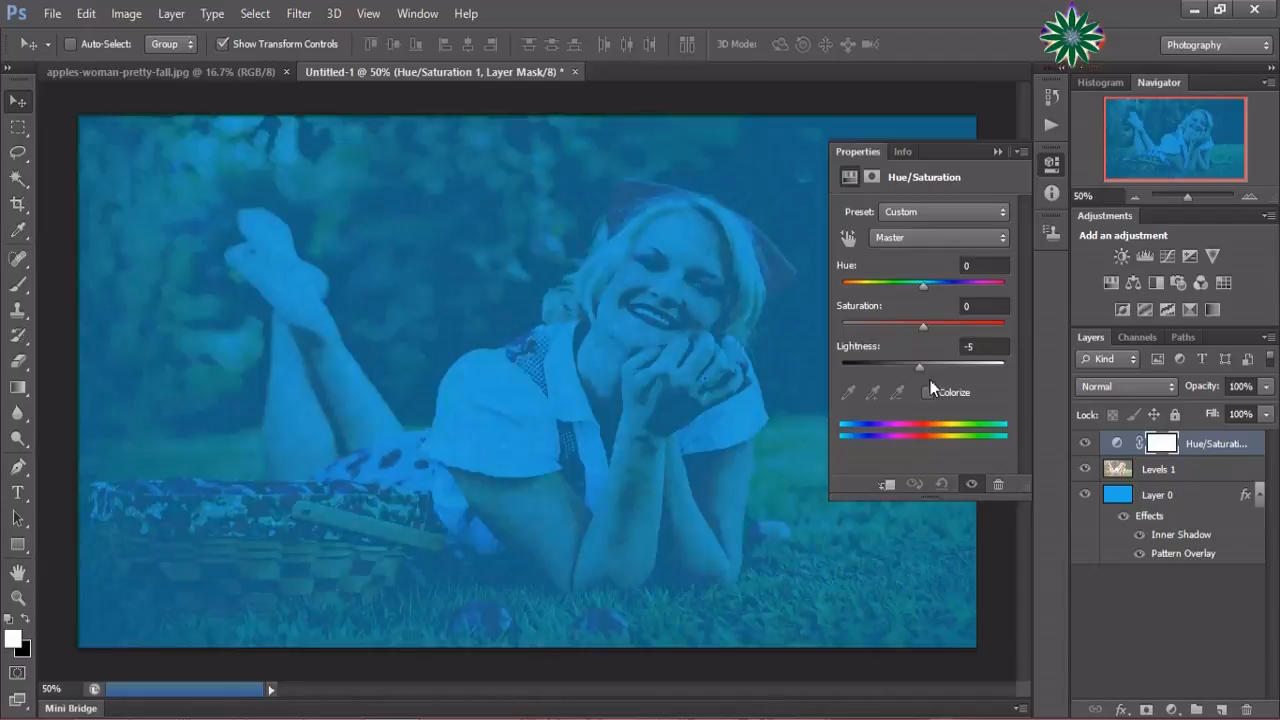 Ps File Edit Image Layer Type Select Filter 3D View Window Help
Auto-Select: Group Show Transform Controls 3D Mode: Photography
apples-woman-pretty-fall.jpg @ 16.7% (RGB/8) × Untitled-1 @ 50% (Hue/Saturation 1, Layer Mask/8) * ×
Histogram Navigator
Properties Info
Hue/Saturation
Preset: Custom
Master
Hue: 0
Saturation: 0
Lightness: -5
Colorize
50%
Adjustments
Add an adjustment
Layers Channels Paths
Kind
Normal Opacity: 100%
Lock: Fill: 100%
Hue/Saturati...
Levels 1
Layer 0 fx
Effects
Inner Shadow
Pattern Overlay
50%
Mini Bridge